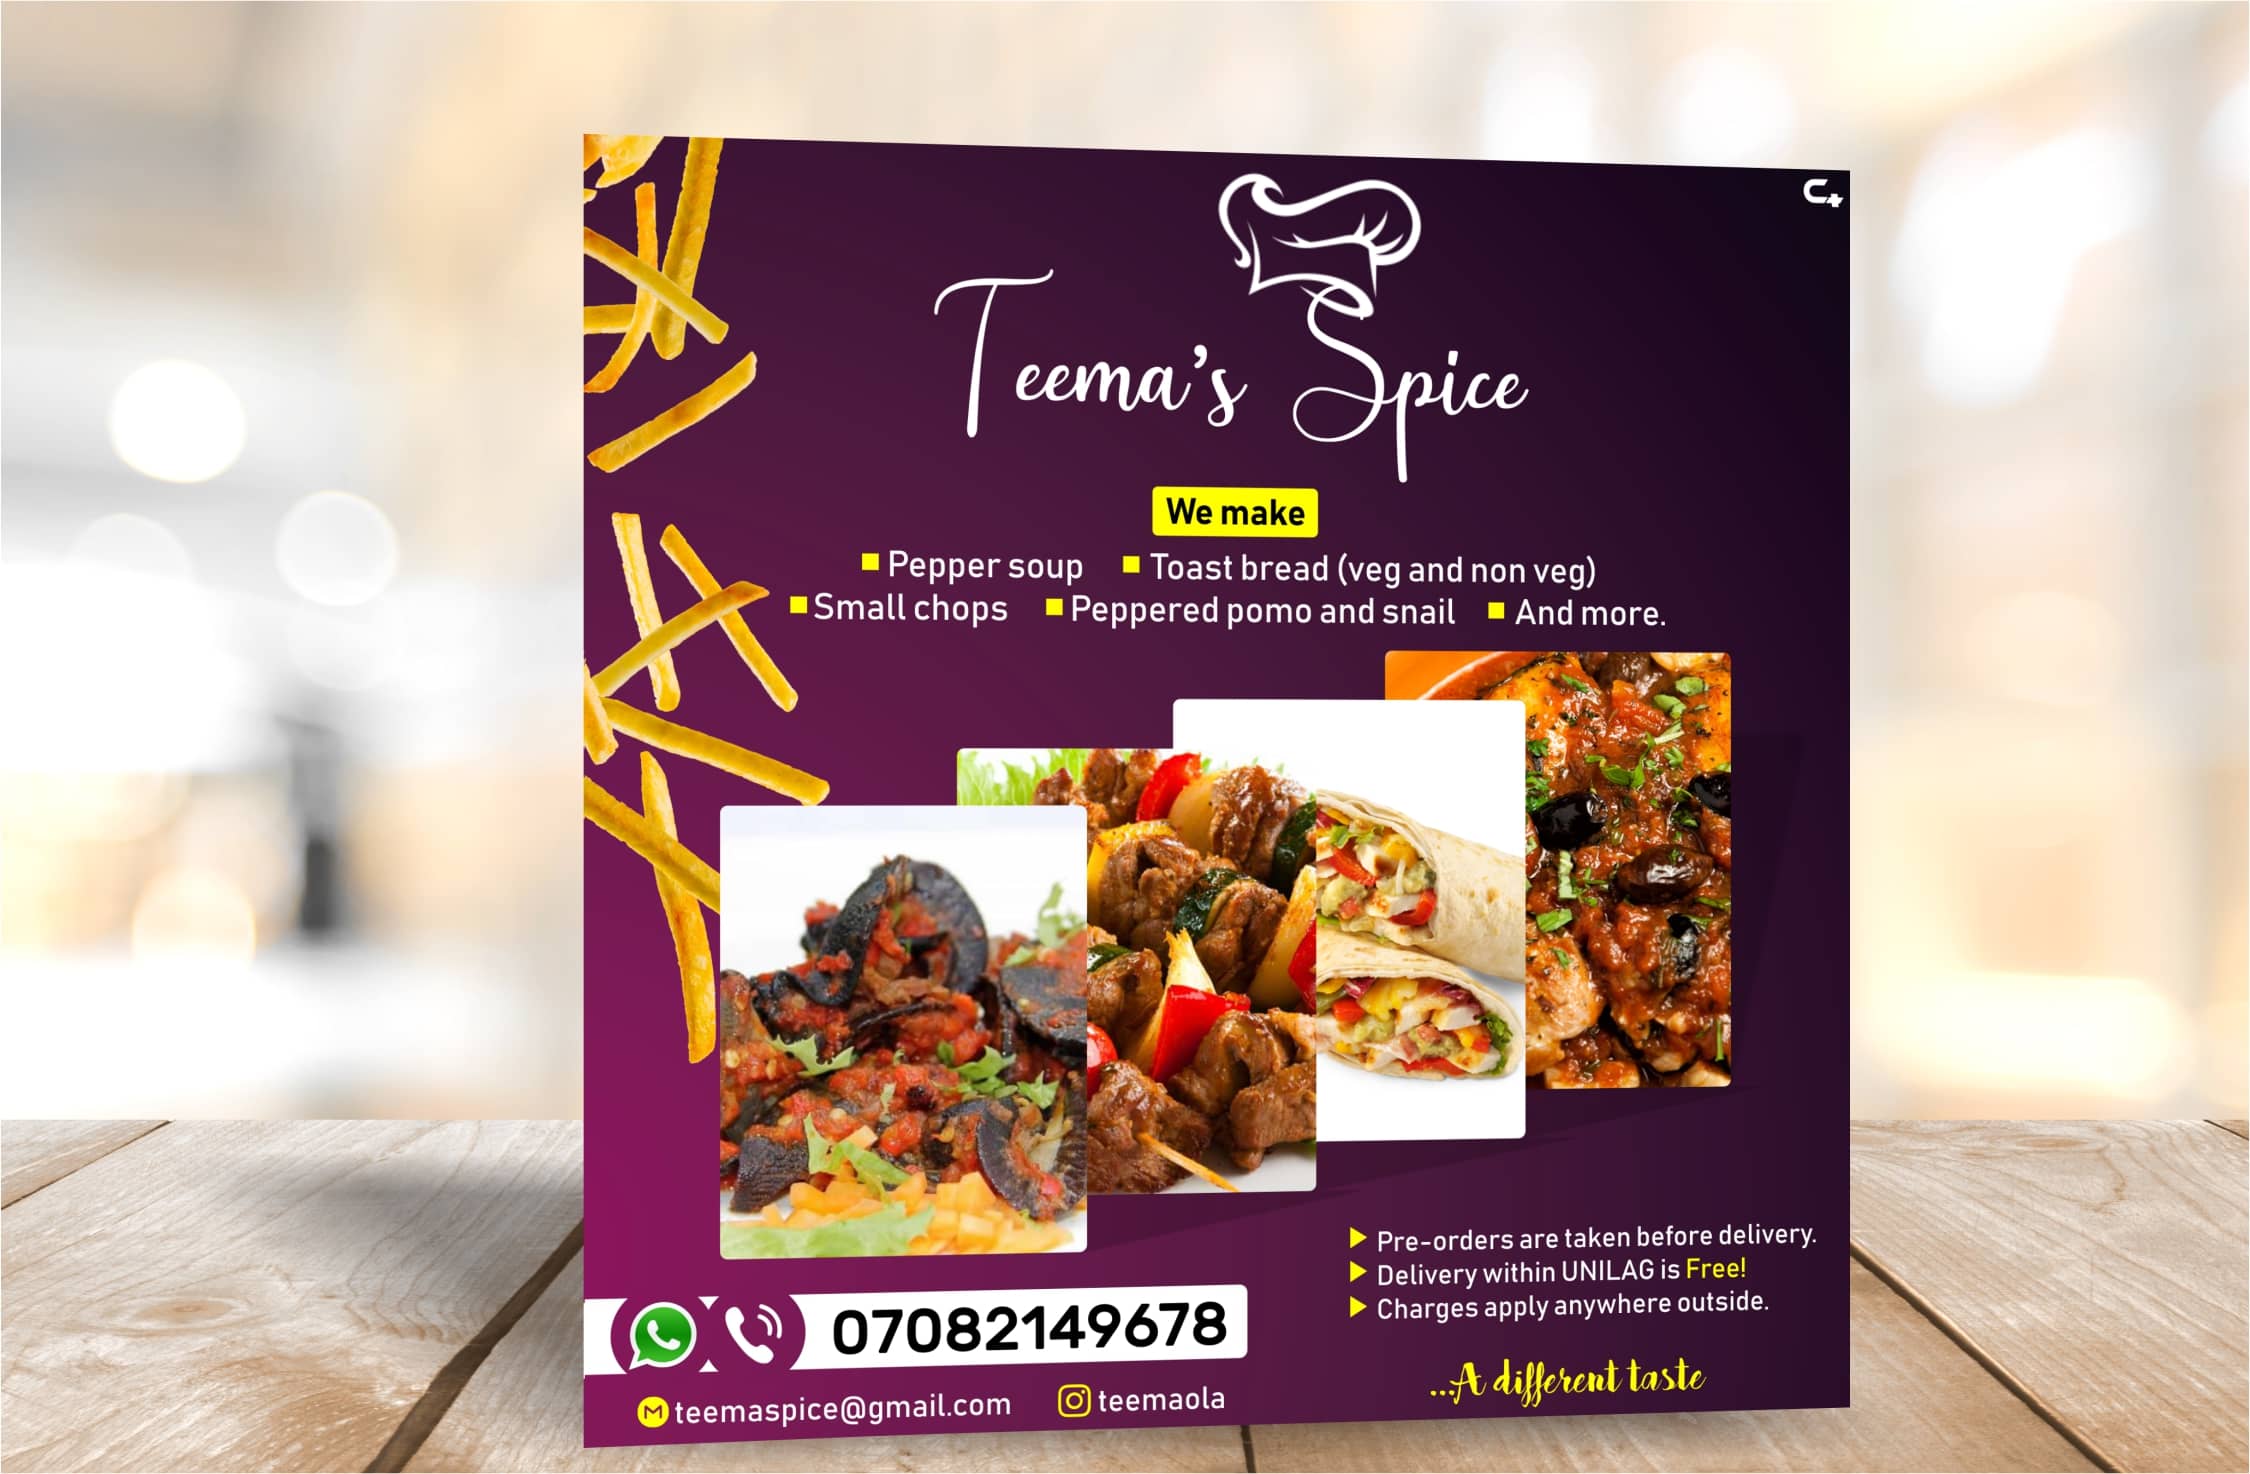 C+
Teema's Spice
We make
Pepper soup Toast bread (veg and non veg)
Small chops Peppered pomo and snail And more.
Pre-orders are taken before delivery.
Delivery within UNILAG is Free!
Charges apply anywhere outside.
07082149678
teemaspice@gmail.com teemaola
...A different taste